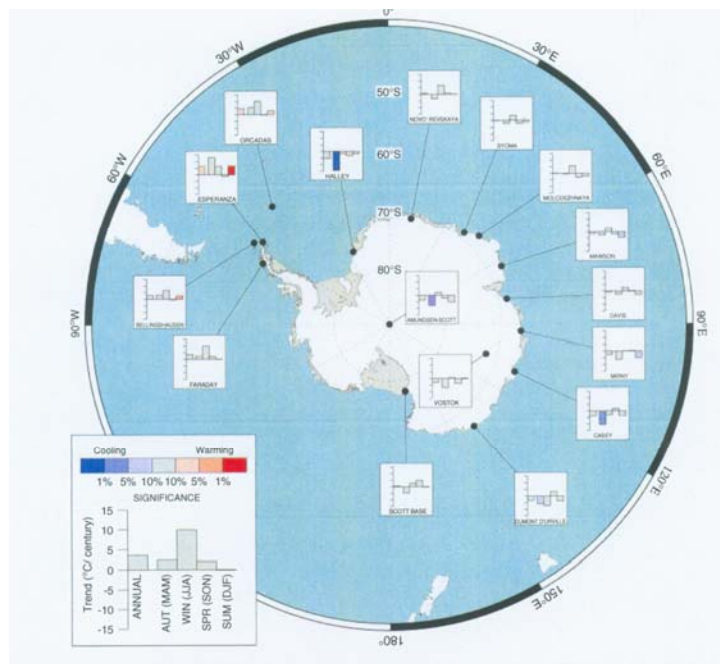 0°
30°W
30°E
60°W
60°E
90°W
90°E
120°E
150°E
180°
50°S
60°S
70°S
80°S
ORCADAS
ESPERANZA
HALLEY
SYOWA
MAWSON
DAVIS
MIRNY
CASEY
BELLINGSHAUSEN
FARADAY
AMUNDSEN-SCOTT
VOSTOK
SCOTT BASE
DUMONT D'URVILLE
Cooling Warming
1% 5% 10% 10% 5% 1%
SIGNIFICANCE
Trend (°C/ century)
15
10
5
0
-5
-10
-15
ANNUAL
AUT (MAM)
WIN (JJA)
SPR (SON)
SUM (DJF)